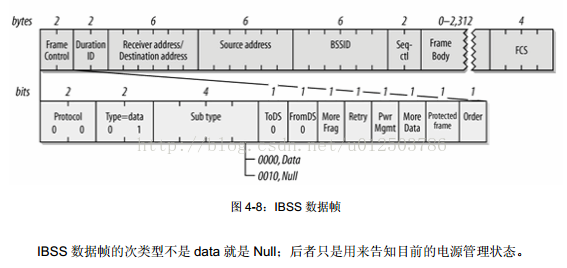 bytes 2 2 6 6 6 2 0–2,312 4
Frame Control Duration ID Receiver address/ Destination address Source address BSSID Seq-ctl Frame Body FCS
bits 2 2 4 1 1 1 1 1 1 1 1
Protocol 0 0 Type=data 0 1 Sub type ToDS 0 FromDS 0 More Frag Retry Pwr Mgmt More Data Protected frame Order
http://blog.csdn.net/u012503786
0000, Data
0010, Null
图 4-8：IBSS 数据帧
IBSS 数据帧的次类型不是 data 就是 Null；后者只是用来告知目前的电源管理状态。